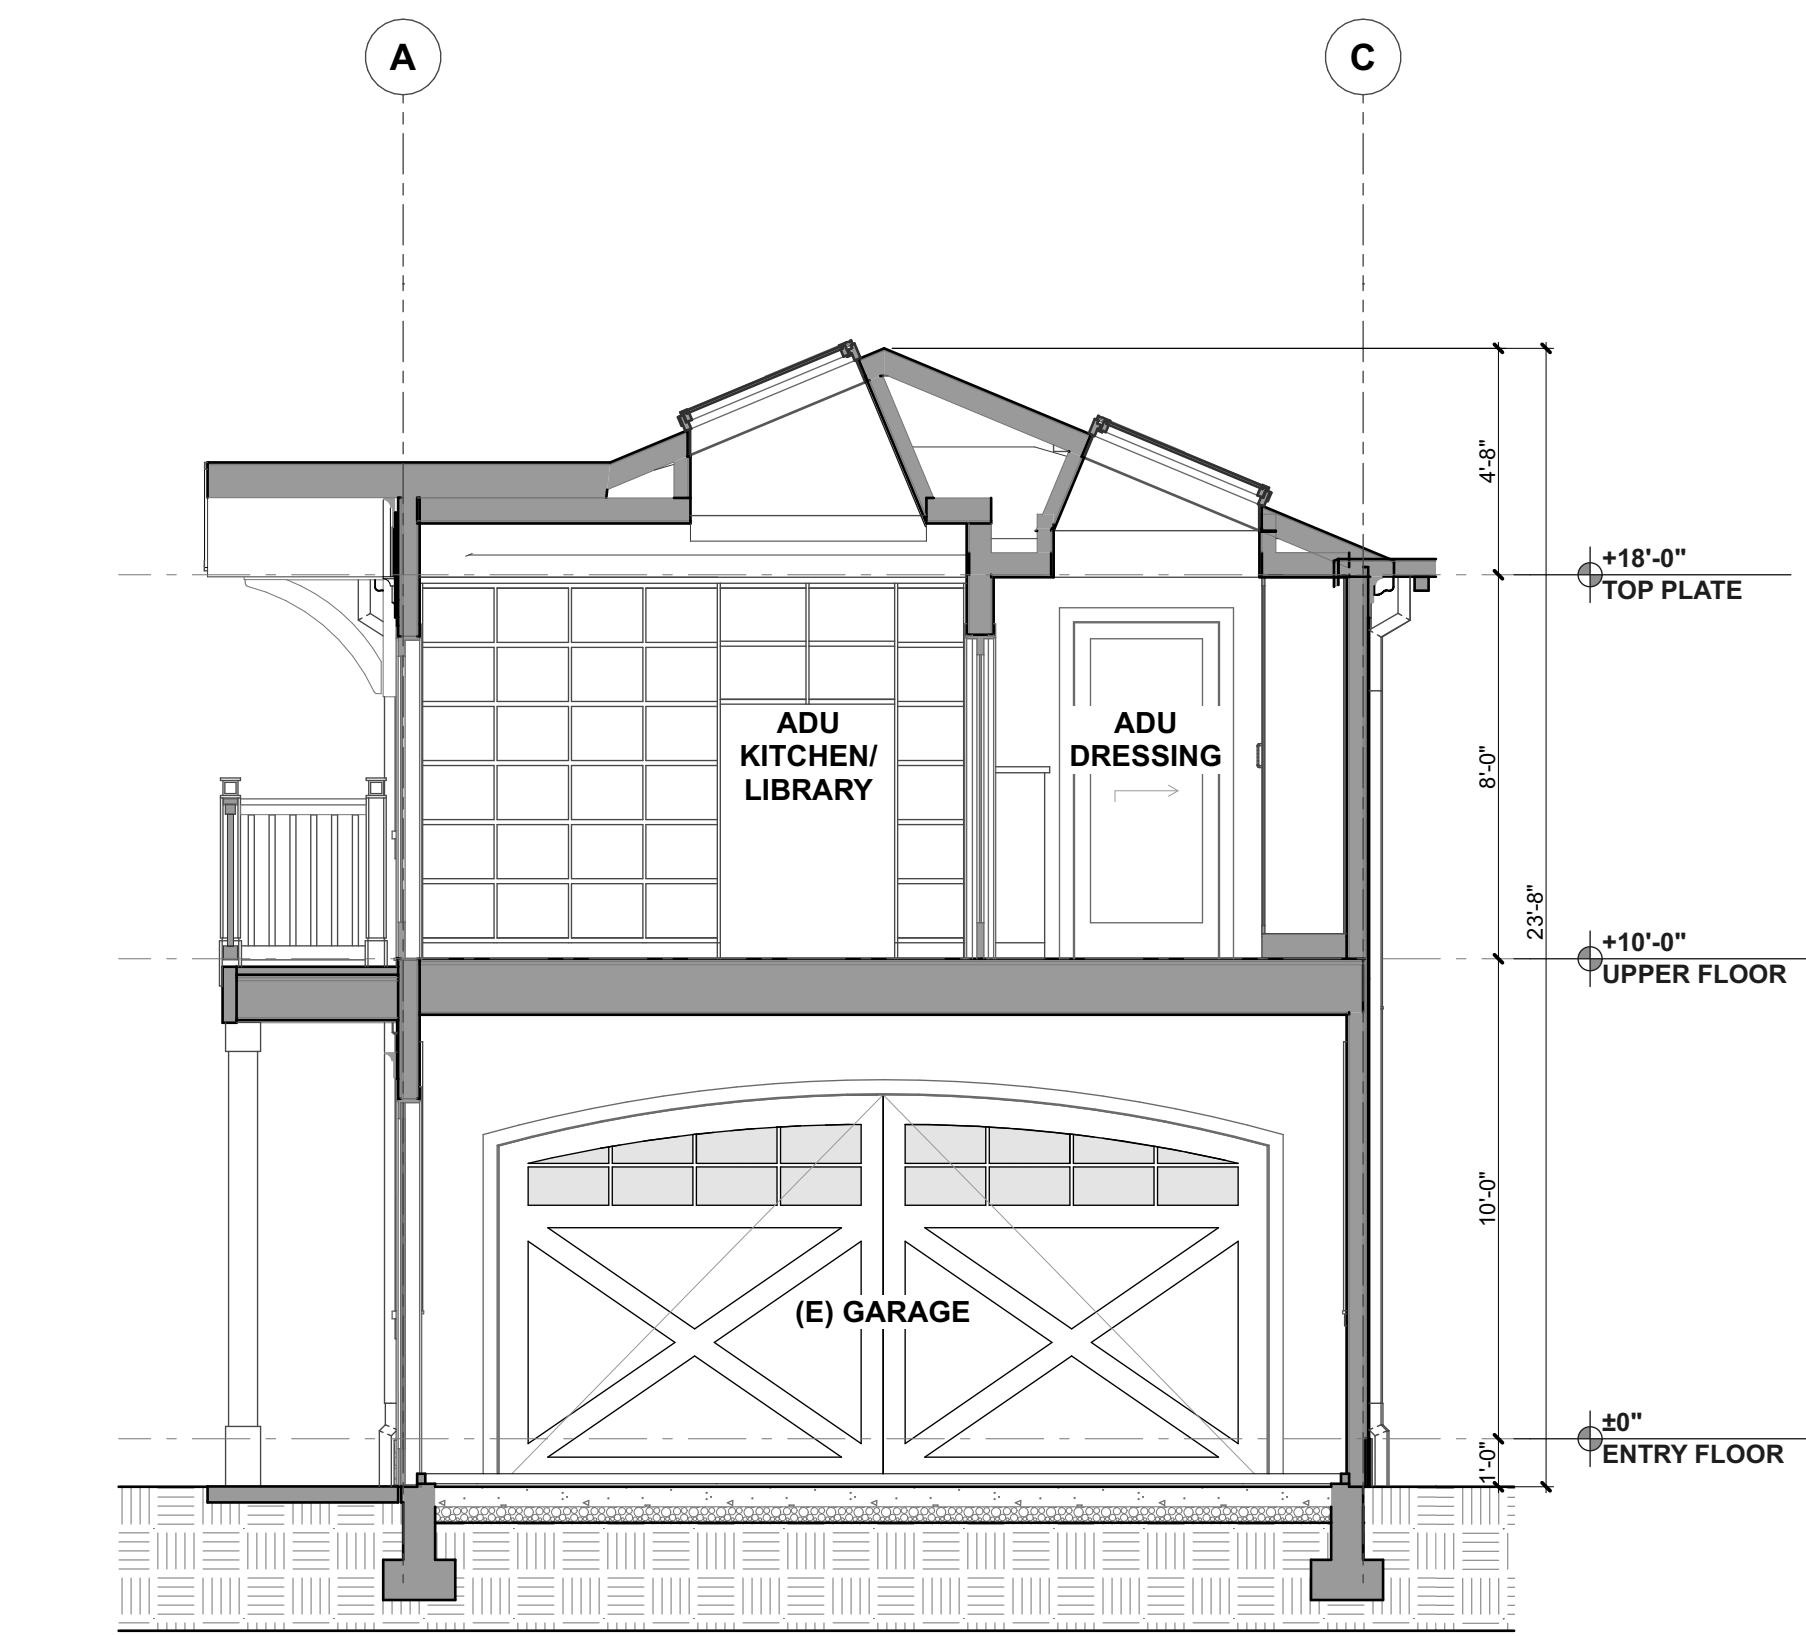 A
C
4'-8"
+18'-0"
TOP PLATE
ADU
KITCHEN/
LIBRARY
ADU
DRESSING
8'-0"
23'-8"
+10'-0"
UPPER FLOOR
10'-0"
(E) GARAGE
±0"
ENTRY FLOOR
1'-0"